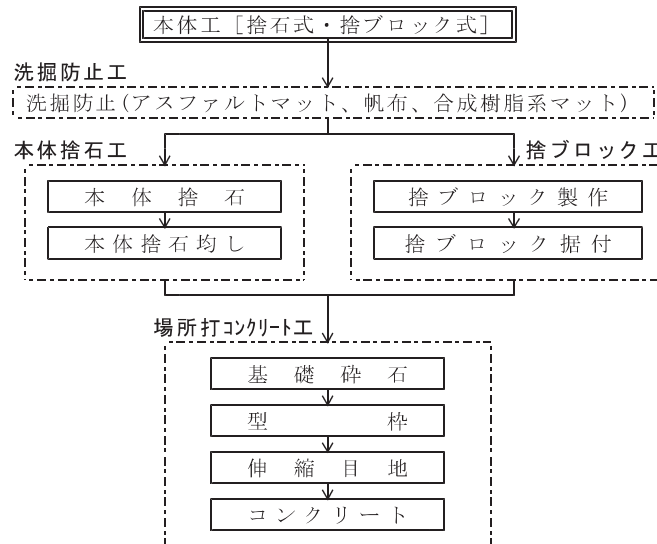 本体工［捨石式・捨ブロック式］
洗掘防止工
洗掘防止(アスファルトマット、帆布、合成樹脂系マット)
本体捨石工
捨ブロック工
本体捨石
捨ブロック製作
本体捨石均し
捨ブロック据付
場所打ｺﾝｸﾘｰﾄ工
基礎砕石
型枠
伸縮目地
コンクリート